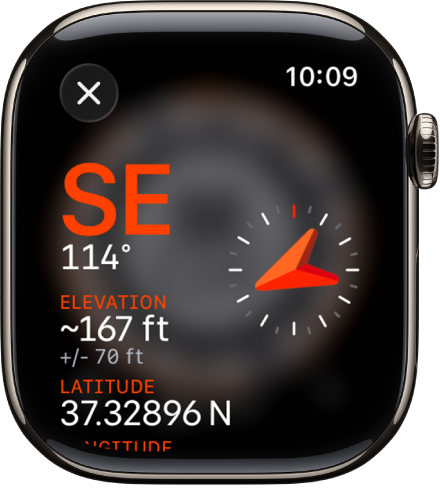 10:09
SE
114°
ELEVATION
~167 ft
+/- 70 ft
LATITUDE
37.32896 N